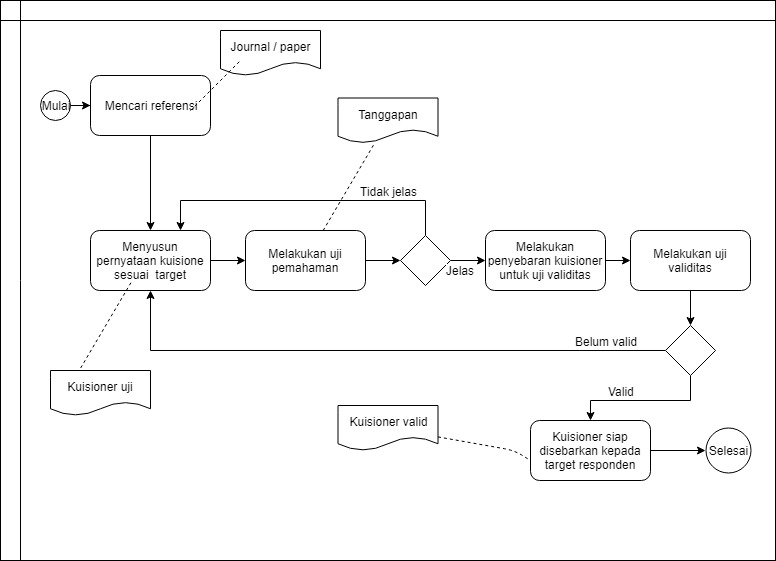 Journal / paper
Mulai
Mencari referensi
Tanggapan
Tidak jelas
Menyusun
pernyataan kuisione
sesuai target
Melakukan uji
pemahaman
Jelas
Melakukan
penyebaran kuisioner
untuk uji validitas
Melakukan uji
validitas
Belum valid
Kuisioner uji
Valid
Kuisioner valid
Kuisioner siap
disebarkan kepada
target responden
Selesai